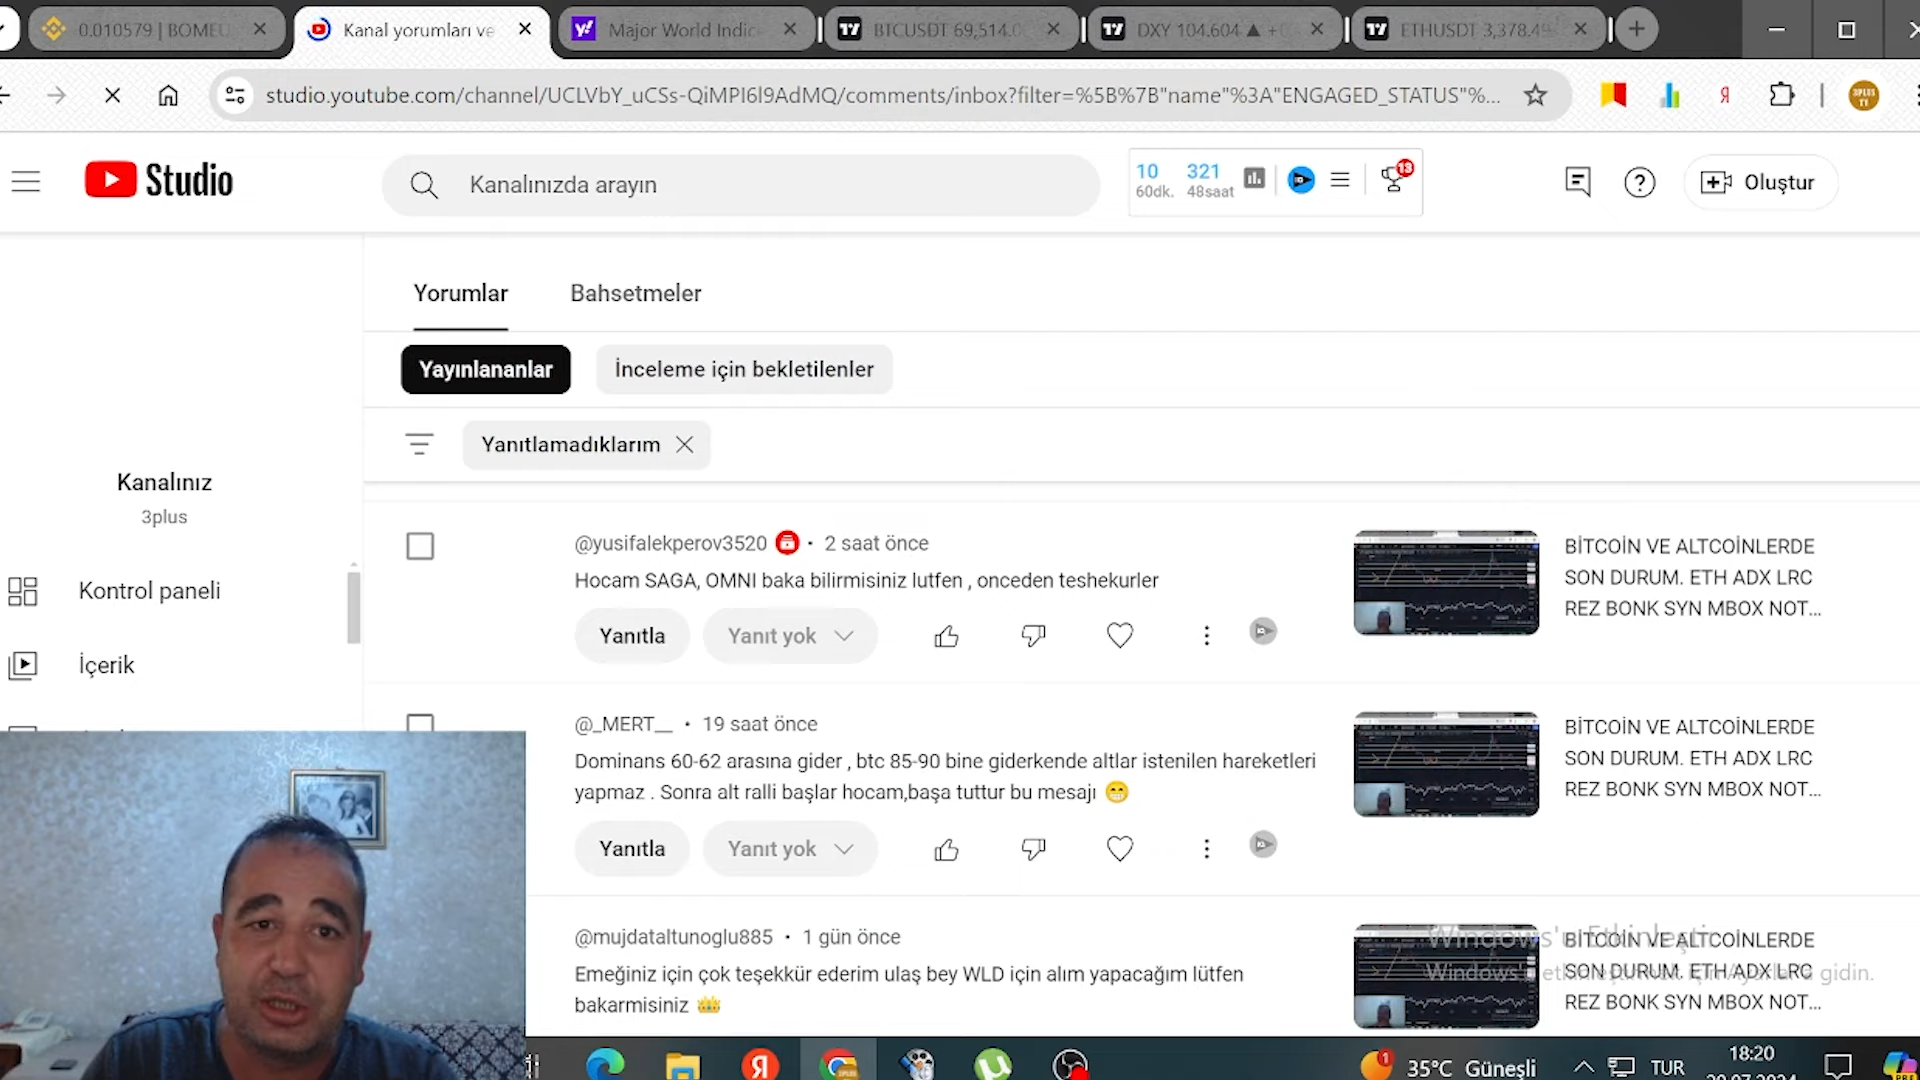 0.010579 | BOMEU
Kanal yorumları ve
Major World Indic
BTCUSDT 69,514.0
DXY 104.604 ▲ +0
ETHUSDT 3,378.49
studio.youtube.com/channel/UCLVbY_uCSs-QiMPI6l9AdMQ/comments/inbox?filter=%5B%7B"name"%3A"ENGAGED_STATUS"%...
Studio
Kanalınızda arayın
10 321
60dk. 48saat
13
Oluştur
Yorumlar Bahsetmeler
Yayınlananlar İnceleme için bekletilenler
Yanıtlamadıklarım
Kanalınız
3plus
Kontrol paneli
İçerik
@yusifalekperov3520 • 2 saat önce
Hocam SAGA, OMNI baka bilirmisiniz lutfen , onceden teshekurler
Yanıtla Yanıt yok
BİTCOİN VE ALTCOİNLERDE
SON DURUM. ETH ADX LRC
REZ BONK SYN MBOX NOT...
@_MERT__ • 19 saat önce
Dominans 60-62 arasına gider , btc 85-90 bine giderkende altlar istenilen hareketleri
yapmaz . Sonra alt ralli başlar hocam,başa tuttur bu mesajı 😁
Yanıtla Yanıt yok
BİTCOİN VE ALTCOİNLERDE
SON DURUM. ETH ADX LRC
REZ BONK SYN MBOX NOT...
@mujdataltunoglu885 • 1 gün önce
Emeğiniz için çok teşekkür ederim ulaş bey WLD için alım yapacağım lütfen
bakarmisiniz 👑
BİTCOİN VE ALTCOİNLERDE
SON DURUM. ETH ADX LRC
REZ BONK SYN MBOX NOT...
1
35°C Güneşli
TUR
18:20